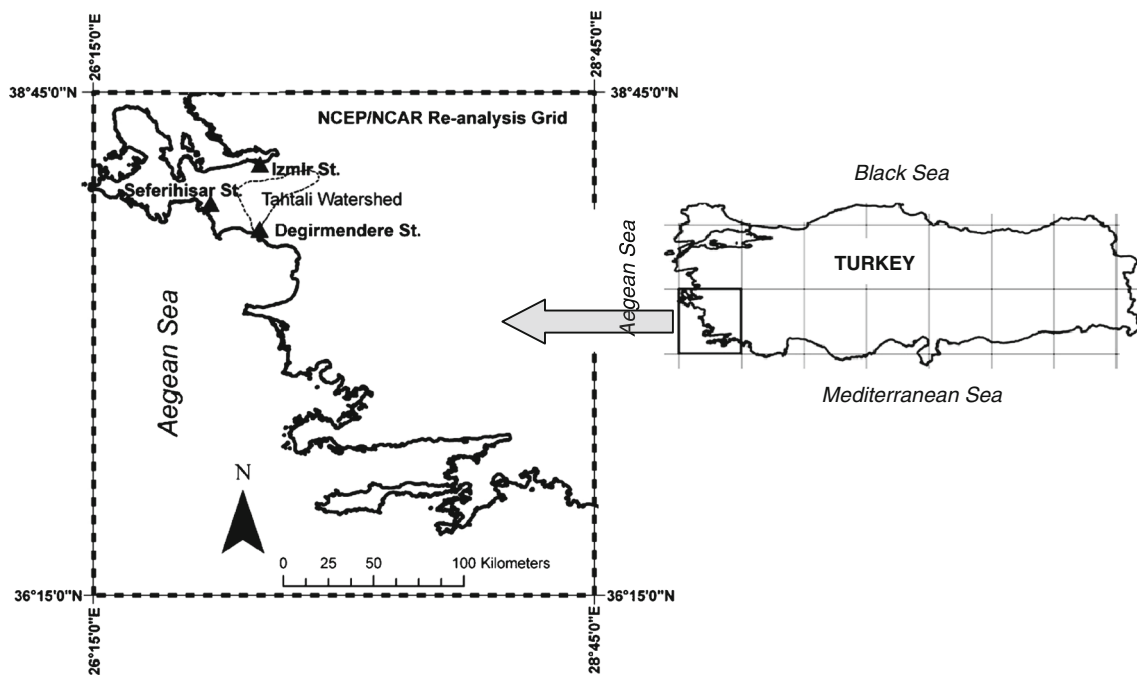 26°15'0"E
28°45'0"E
38°45'0"N
38°45'0"N
NCEP/NCAR Re-analysis Grid
Izmir St.
Seferihisar St.
Tahtali Watershed
Degirmendere St.
Aegean Sea
N
0 25 50 100 Kilometers
36°15'0"N
36°15'0"N
26°15'0"E
28°45'0"E
Black Sea
Aegean Sea
TURKEY
Mediterranean Sea